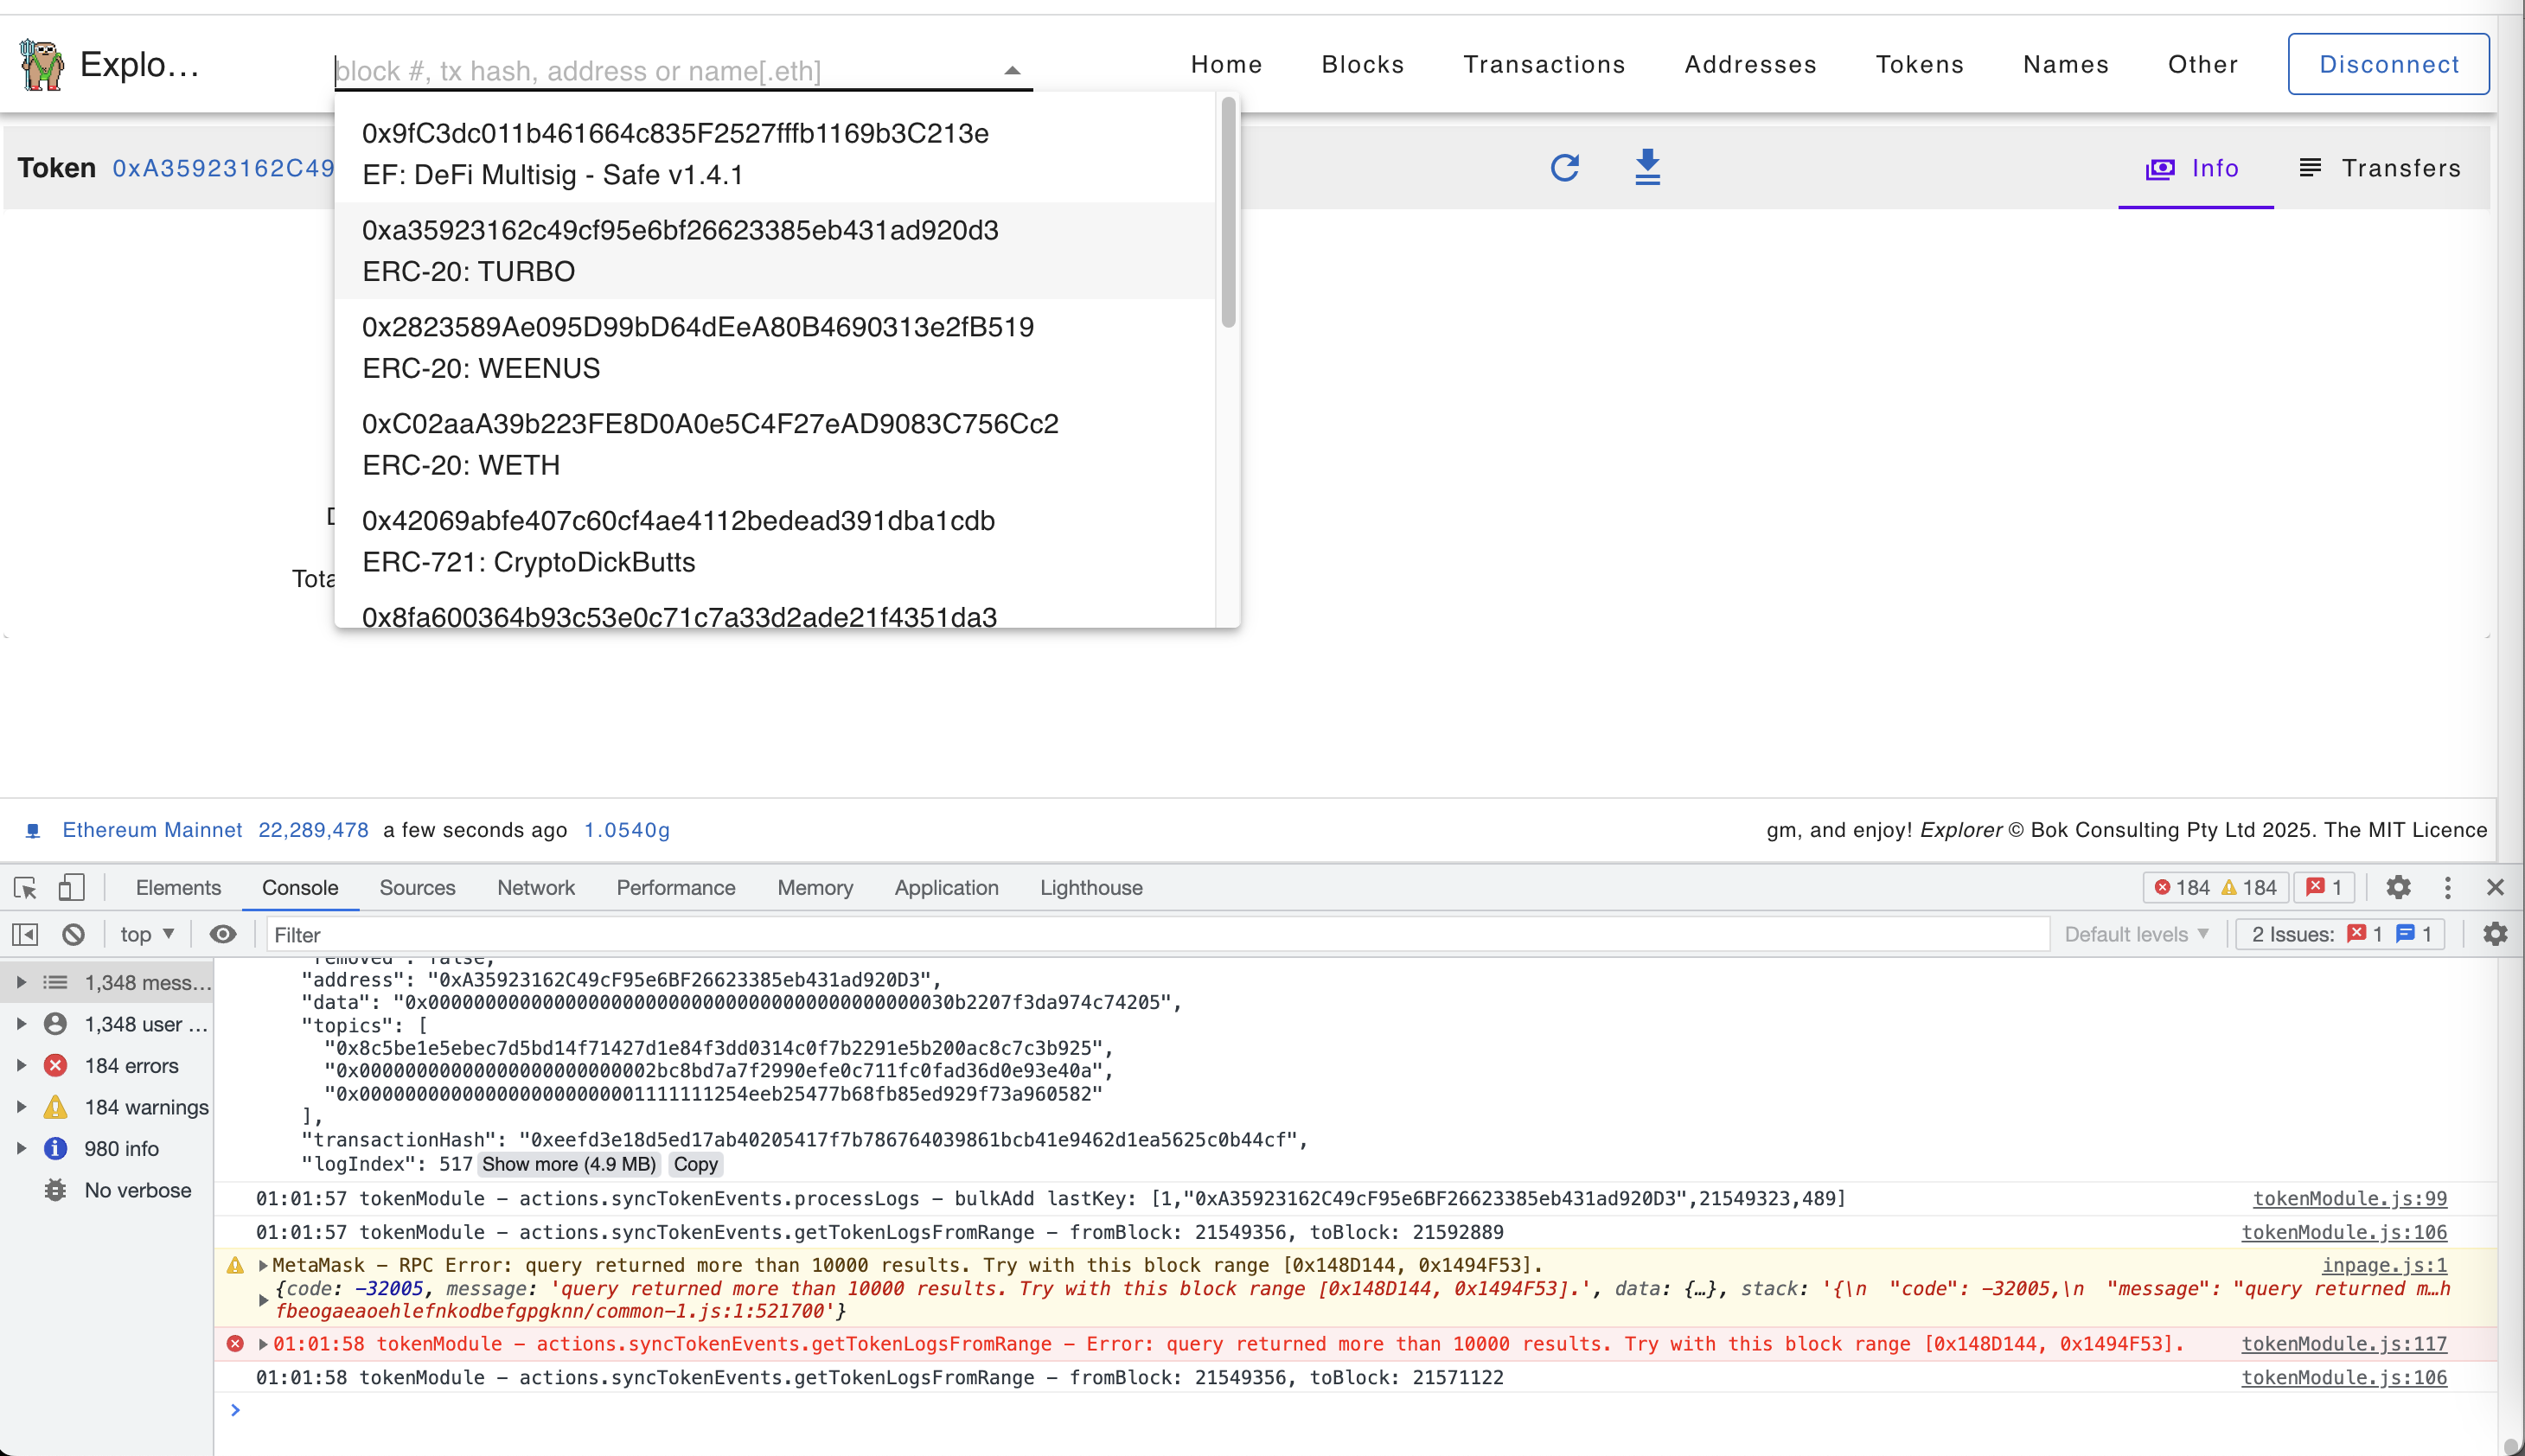 Explo...
block #, tx hash, address or name[.eth]
Home Blocks Transactions Addresses Tokens Names Other Disconnect
Token 0xA35923162C49
Info Transfers
0x9fC3dc011b461664c835F2527fffb1169b3C213e
EF: DeFi Multisig - Safe v1.4.1
0xa35923162c49cf95e6bf26623385eb431ad920d3
ERC-20: TURBO
0x2823589Ae095D99bD64dEeA80B4690313e2fB519
ERC-20: WEENUS
0xC02aaA39b223FE8D0A0e5C4F27eAD9083C756Cc2
ERC-20: WETH
0x42069abfe407c60cf4ae4112bedead391dba1cdb
ERC-721: CryptoDickButts
Tota
0x8fa600364b93c53e0c71c7a33d2ade21f4351da3
Ethereum Mainnet 22,289,478 a few seconds ago 1.0540g
gm, and enjoy! Explorer © Bok Consulting Pty Ltd 2025. The MIT Licence
Elements Console Sources Network Performance Memory Application Lighthouse 184 184 1
top Filter Default levels 2 Issues: 1 1
1,348 mess...
1,348 user ...
184 errors
184 warnings
980 info
No verbose
"removed": false,
"address": "0xA35923162C49cF95e6BF26623385eb431ad920D3",
"data": "0x00000000000000000000000000000000000000000000030b2207f3da974c74205",
"topics": [
"0x8c5be1e5ebec7d5bd14f71427d1e84f3dd0314c0f7b2291e5b200ac8c7c3b925",
"0x0000000000000000000000002bc8bd7a7f2990efe0c711fc0fad36d0e93e40a",
"0x0000000000000000000000001111111254eeb25477b68fb85ed929f73a960582"
],
"transactionHash": "0xeefd3e18d5ed17ab40205417f7b786764039861bcb41e9462d1ea5625c0b44cf",
"logIndex": 517 Show more (4.9 MB) Copy
01:01:57 tokenModule - actions.syncTokenEvents.processLogs - bulkAdd lastKey: [1,"0xA35923162C49cF95e6BF26623385eb431ad920D3",21549323,489] tokenModule.js:99
01:01:57 tokenModule - actions.syncTokenEvents.getTokenLogsFromRange - fromBlock: 21549356, toBlock: 21592889 tokenModule.js:106
MetaMask - RPC Error: query returned more than 10000 results. Try with this block range [0x148D144, 0x1494F53]. inpage.js:1
{code: -32005, message: 'query returned more than 10000 results. Try with this block range [0x148D144, 0x1494F53].', data: {…}, stack: '{\n "code": -32005,\n "message": "query returned m…h
fbeogaeaoehlefnkodbefgpgknn/common-1.js:1:521700'}
01:01:58 tokenModule - actions.syncTokenEvents.getTokenLogsFromRange - Error: query returned more than 10000 results. Try with this block range [0x148D144, 0x1494F53]. tokenModule.js:117
01:01:58 tokenModule - actions.syncTokenEvents.getTokenLogsFromRange - fromBlock: 21549356, toBlock: 21571122 tokenModule.js:106